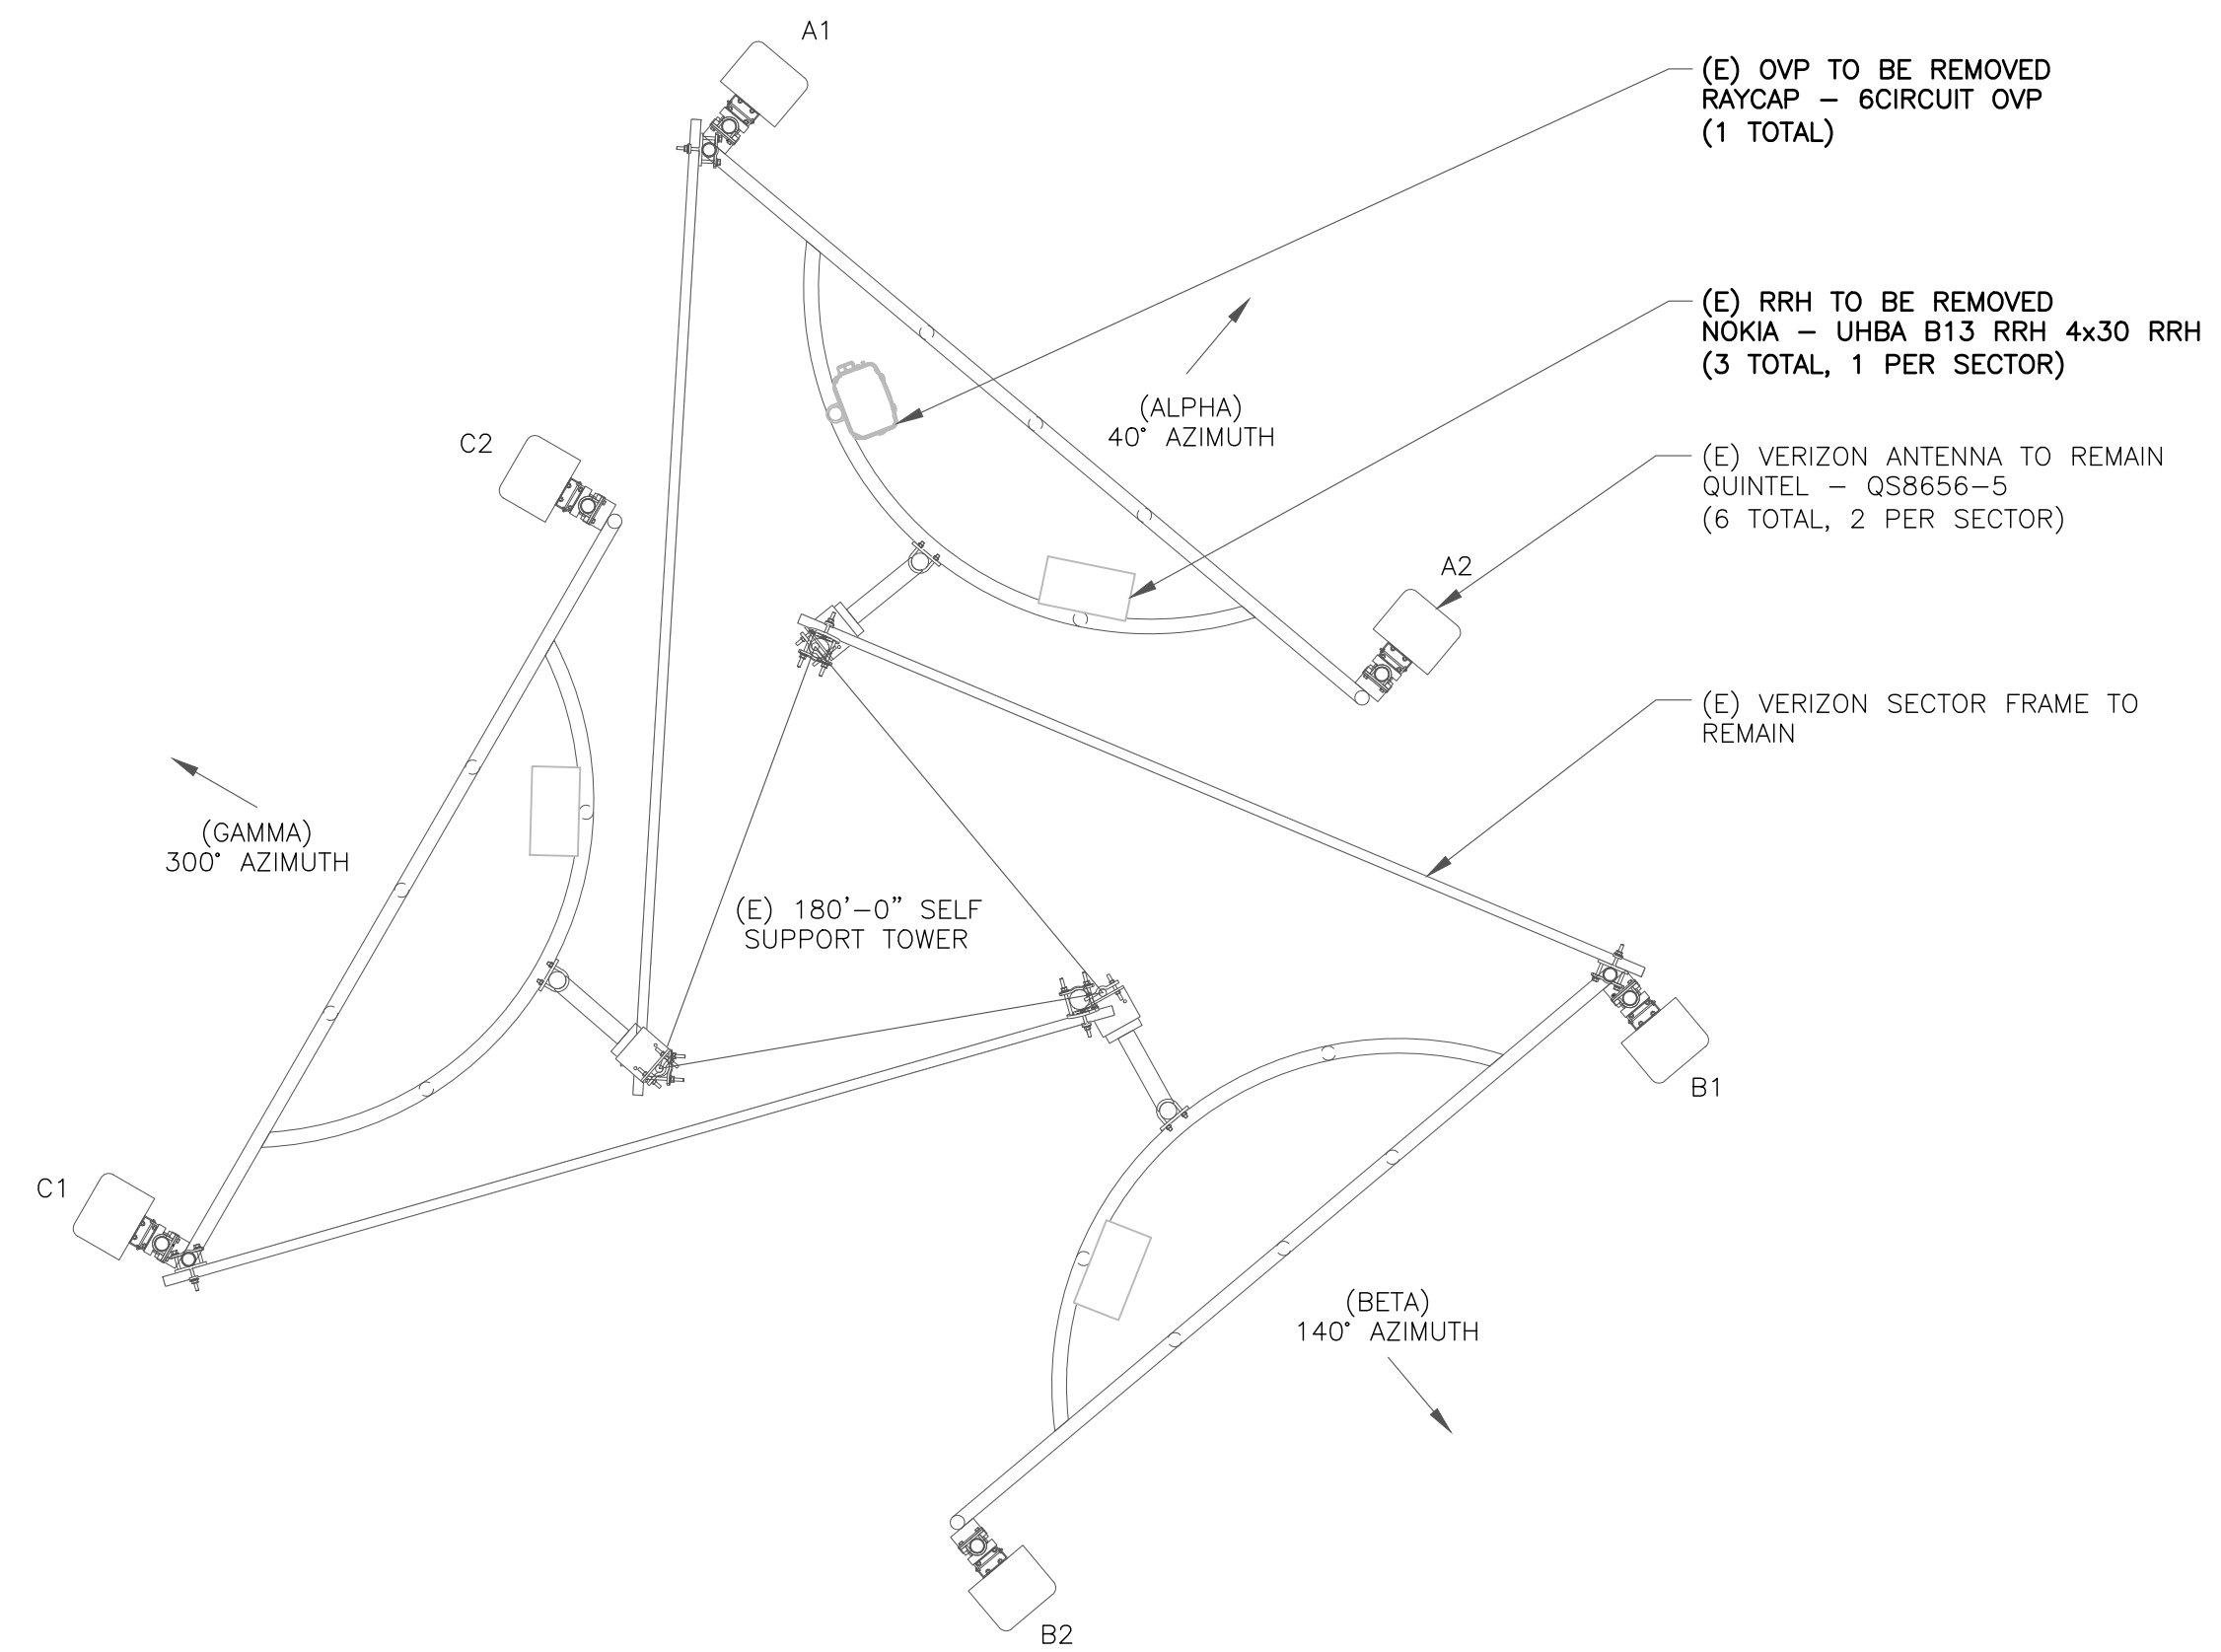 A1
(E) OVP TO BE REMOVED
RAYCAP – 6CIRCUIT OVP
(1 TOTAL)
(E) RRH TO BE REMOVED
NOKIA – UHBA B13 RRH 4x30 RRH
(3 TOTAL, 1 PER SECTOR)
(ALPHA)
40° AZIMUTH
C2
(E) VERIZON ANTENNA TO REMAIN
QUINTEL – QS8656–5
(6 TOTAL, 2 PER SECTOR)
A2
(E) VERIZON SECTOR FRAME TO
REMAIN
(GAMMA)
300° AZIMUTH
(E) 180'–0" SELF
SUPPORT TOWER
B1
C1
(BETA)
140° AZIMUTH
B2